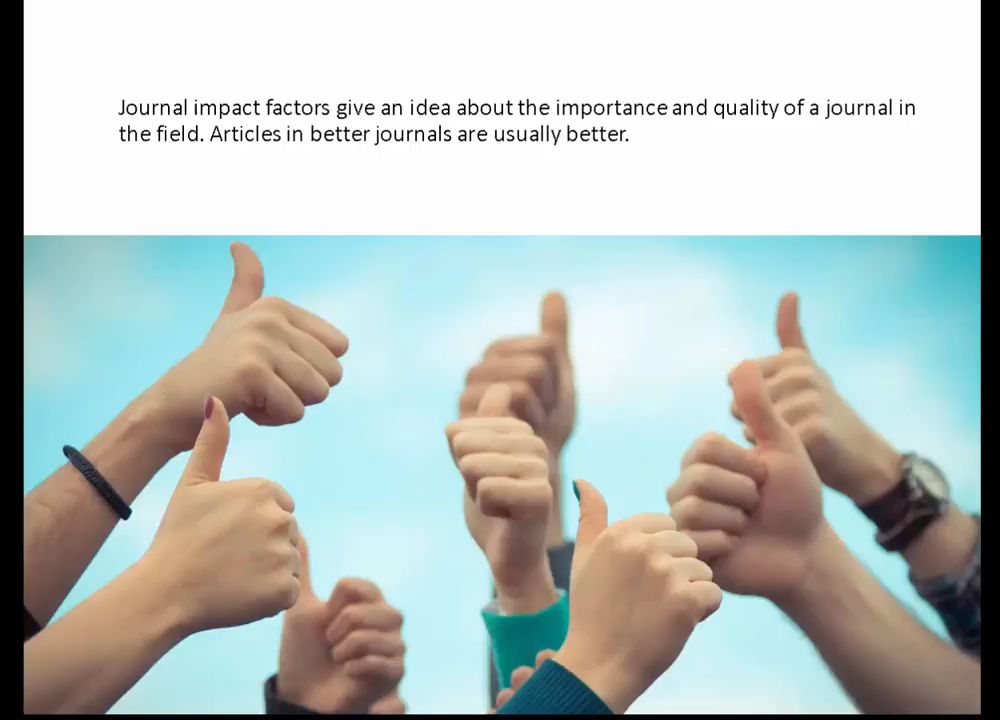 Journal impact factors give an idea about the importance and quality of a journal in
the field. Articles in better journals are usually better.